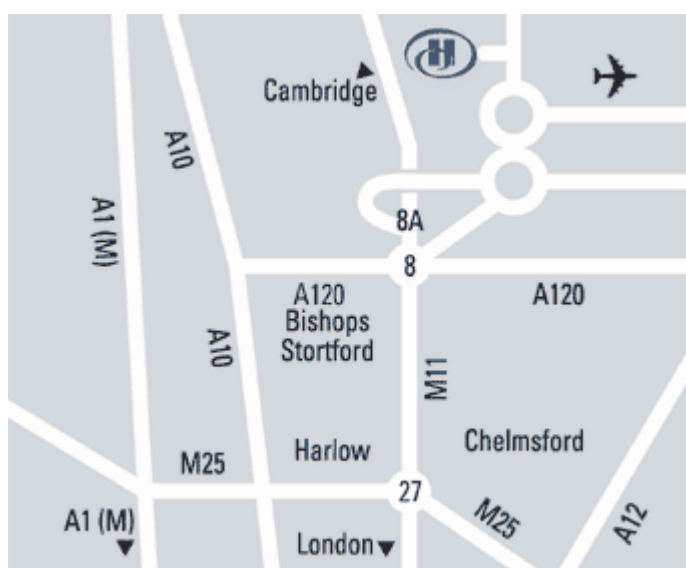 Cambridge
A10
A1 (M)
8A
8
A120
Bishops
Stortford
A120
A10
M11
Harlow
Chelmsford
M25
27
A1 (M)
London
M25
A12